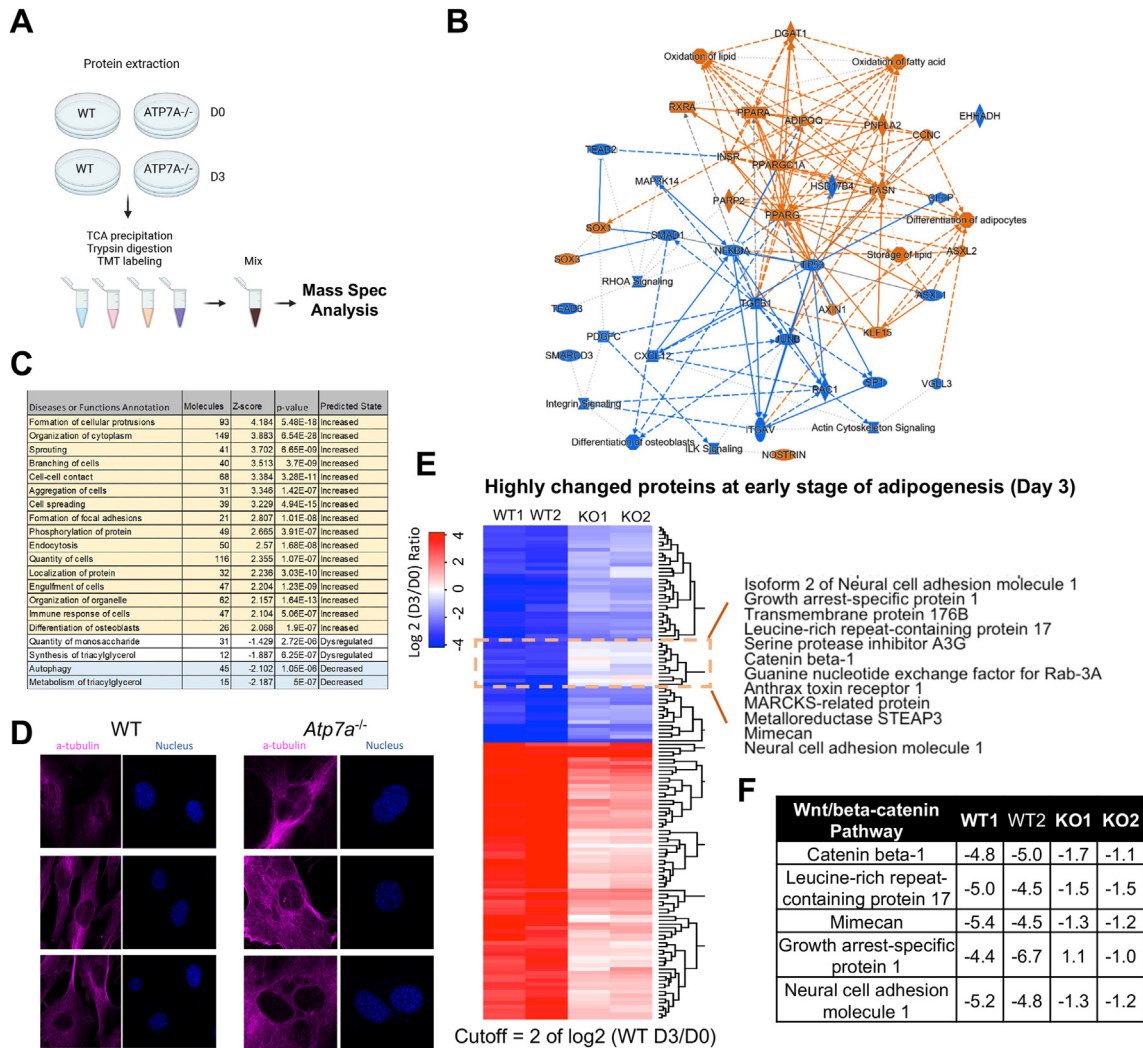 A
Protein extraction
WT
ATP7A-/-
D0
WT
ATP7A-/-
D3
TCA precipitation
Trypsin digestion
TMT labeling
Mix
Mass Spec
Analysis
B
DGAT1
Oxidation of lipid
Oxidation of fatty acid
RXRA
PPARA
ADIPOQ
PNPLA2
EHHADH
CCNC
TEAD2
INSR
PPARGC1A
MAP3K14
HSD17B4
FASN
PARP2
PPARG
Differentiation of adipocytes
SOX1
SMAD1
NFKBIA
ASXL2
SOX3
TP53
Storage of lipid
RHOA Signaling
ASXL1
TEAD3
TGFB1
AXIN1
KLF15
PDGFC
JUNB
SMARCD3
CXCL12
RAC1
SP1
VGLL3
Integrin Signaling
ITGAV
Actin Cytoskeleton Signaling
Differentiation of osteoblasts
ILK Signaling
NOSTRIN
C
Diseases or Functions Annotation Molecules Z-score p-value Predicted State
Formation of cellular protrusions 93 4.184 5.48E-18 Increased
Organization of cytoplasm 149 3.883 6.54E-28 Increased
Sprouting 41 3.702 6.65E-09 Increased
Branching of cells 40 3.513 3.7E-09 Increased
Cell-cell contact 68 3.384 3.28E-11 Increased
Aggregation of cells 31 3.346 1.42E-07 Increased
Cell spreading 39 3.229 4.94E-15 Increased
Formation of focal adhesions 21 2.807 1.01E-08 Increased
Phosphorylation of protein 49 2.665 3.91E-07 Increased
Endocytosis 50 2.57 1.68E-08 Increased
Quantity of cells 116 2.355 1.07E-07 Increased
Localization of protein 32 2.236 3.03E-10 Increased
Engulfment of cells 47 2.204 1.23E-09 Increased
Organization of organelle 62 2.157 1.64E-13 Increased
Immune response of cells 47 2.104 5.06E-07 Increased
Differentiation of osteoblasts 26 2.068 1.9E-07 Increased
Quantity of monosaccharide 31 -1.429 2.72E-06 Dysregulated
Synthesis of triacylglycerol 12 -1.887 6.25E-07 Dysregulated
Autophagy 45 -2.102 1.05E-06 Decreased
Metabolism of triacylglycerol 15 -2.187 5E-07 Decreased
D
WT
Atp7a-/-
a-tubulin
Nucleus
a-tubulin
Nucleus
E
Highly changed proteins at early stage of adipogenesis (Day 3)
WT1 WT2 KO1 KO2
Log 2 (D3/D0) Ratio
4
2
0
-2
-4
Isoform 2 of Neural cell adhesion molecule 1
Growth arrest-specific protein 1
Transmembrane protein 176B
Leucine-rich repeat-containing protein 17
Serine protease inhibitor A3G
Catenin beta-1
Guanine nucleotide exchange factor for Rab-3A
Anthrax toxin receptor 1
MARCKS-related protein
Metalloreductase STEAP3
Mimecan
Neural cell adhesion molecule 1
Cutoff = 2 of log2 (WT D3/D0)
F
Wnt/beta-catenin
Pathway WT1 WT2 KO1 KO2
Catenin beta-1 -4.8 -5.0 -1.7 -1.1
Leucine-rich repeat-
containing protein 17 -5.0 -4.5 -1.5 -1.5
Mimecan -5.4 -4.5 -1.3 -1.2
Growth arrest-specific
protein 1 -4.4 -6.7 1.1 -1.0
Neural cell adhesion
molecule 1 -5.2 -4.8 -1.3 -1.2